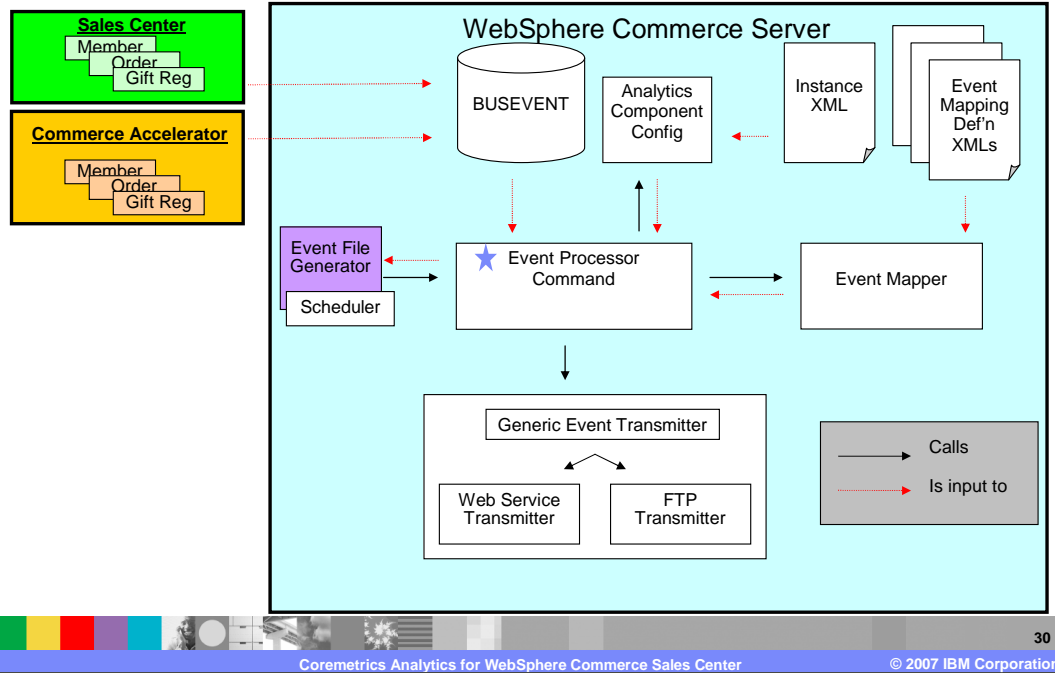 Sales Center
Member
Order
Gift Reg
Commerce Accelerator
Member
Order
Gift Reg
WebSphere Commerce Server
BUSEVENT
Analytics
Component
Config
Instance
XML
Event
Mapping
Def'n
XMLs
Event File
Generator
Scheduler
Event Processor
Command
Event Mapper
Generic Event Transmitter
Web Service
Transmitter
FTP
Transmitter
Calls
Is input to
30
Coremetrics Analytics for WebSphere Commerce Sales Center
© 2007 IBM Corporation